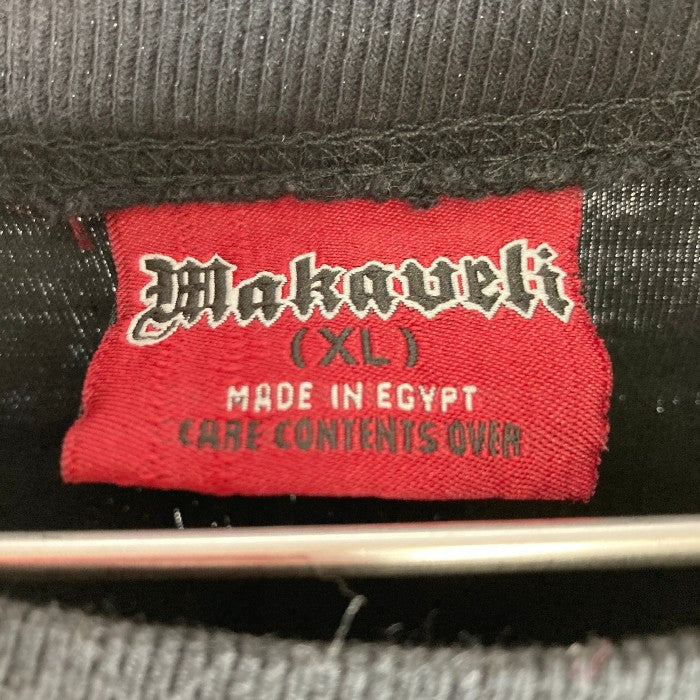 Makaveli
(XL)
MADE IN EGYPT
CARE CONTENTS OVER